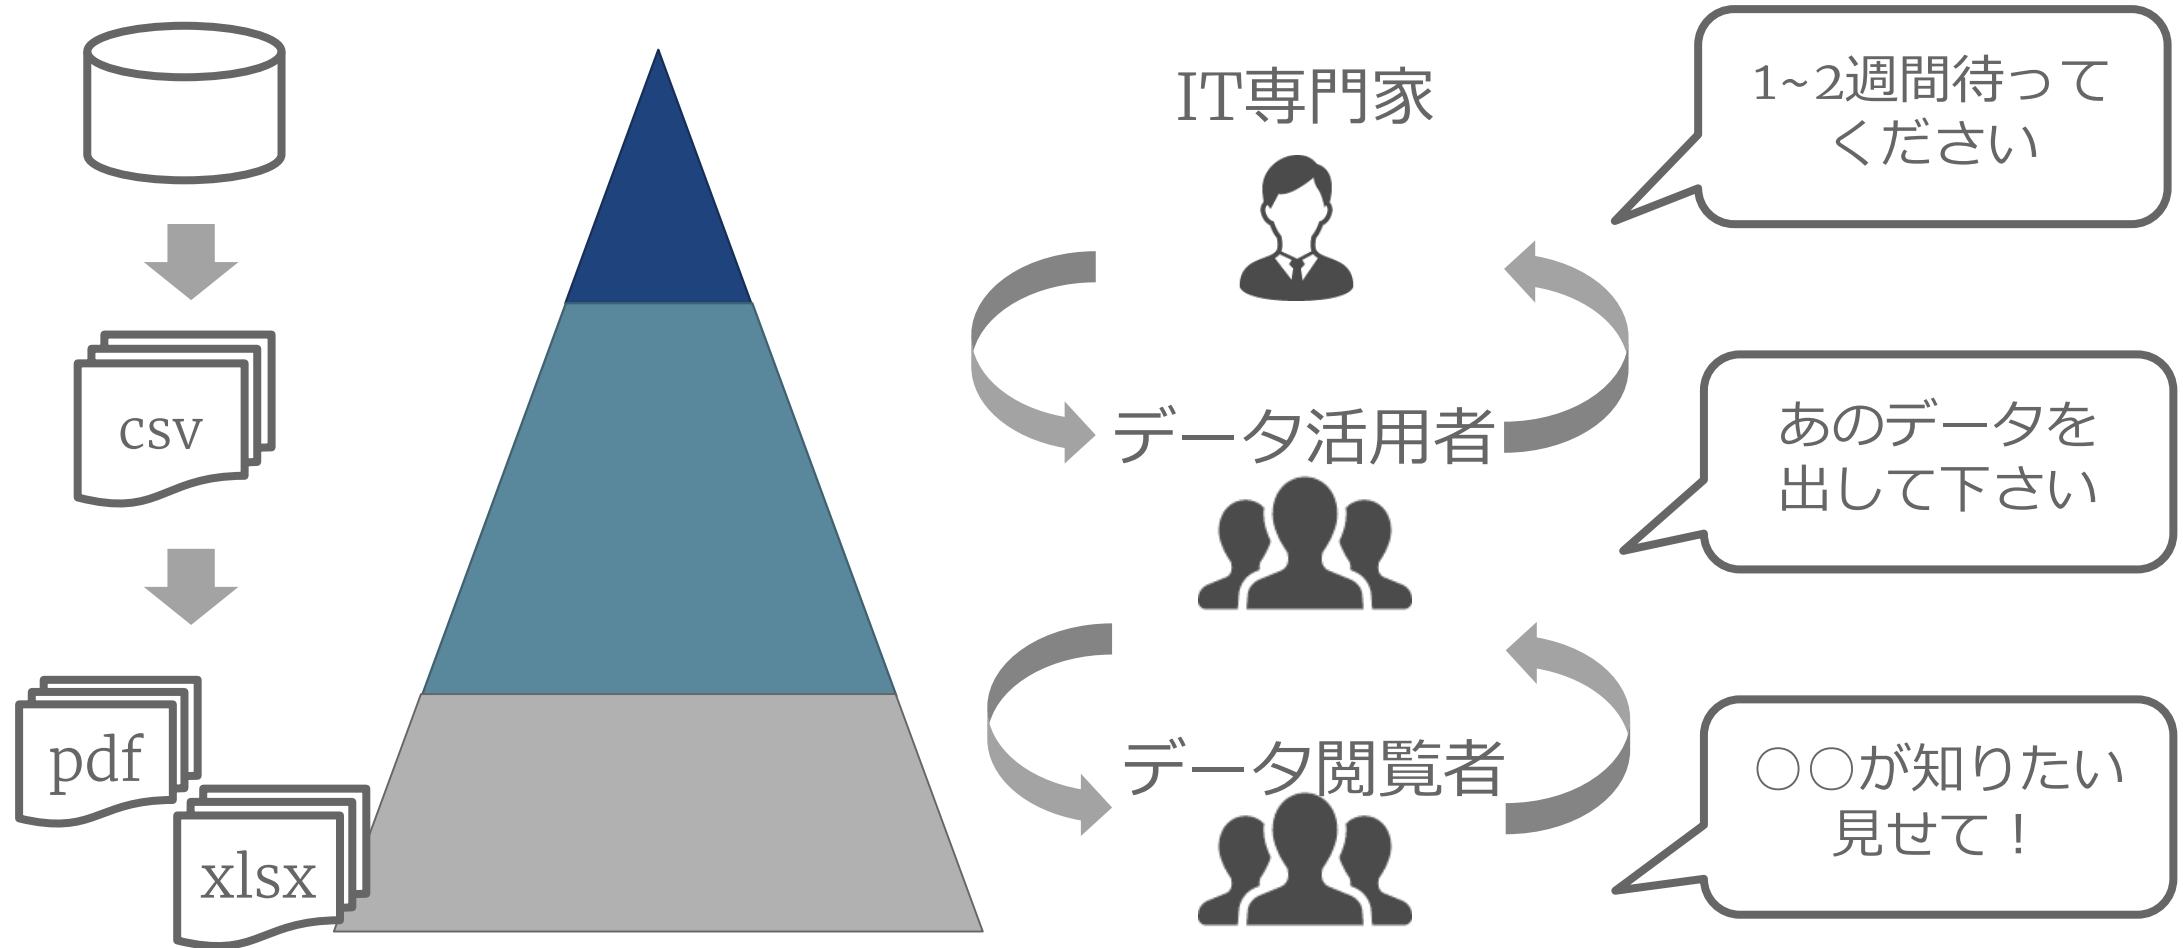 IT専門家
1~2週間待って
ください
csv
データ活用者
あのデータを
出して下さい
pdf
xlsx
データ閲覧者
○○が知りたい
見せて！